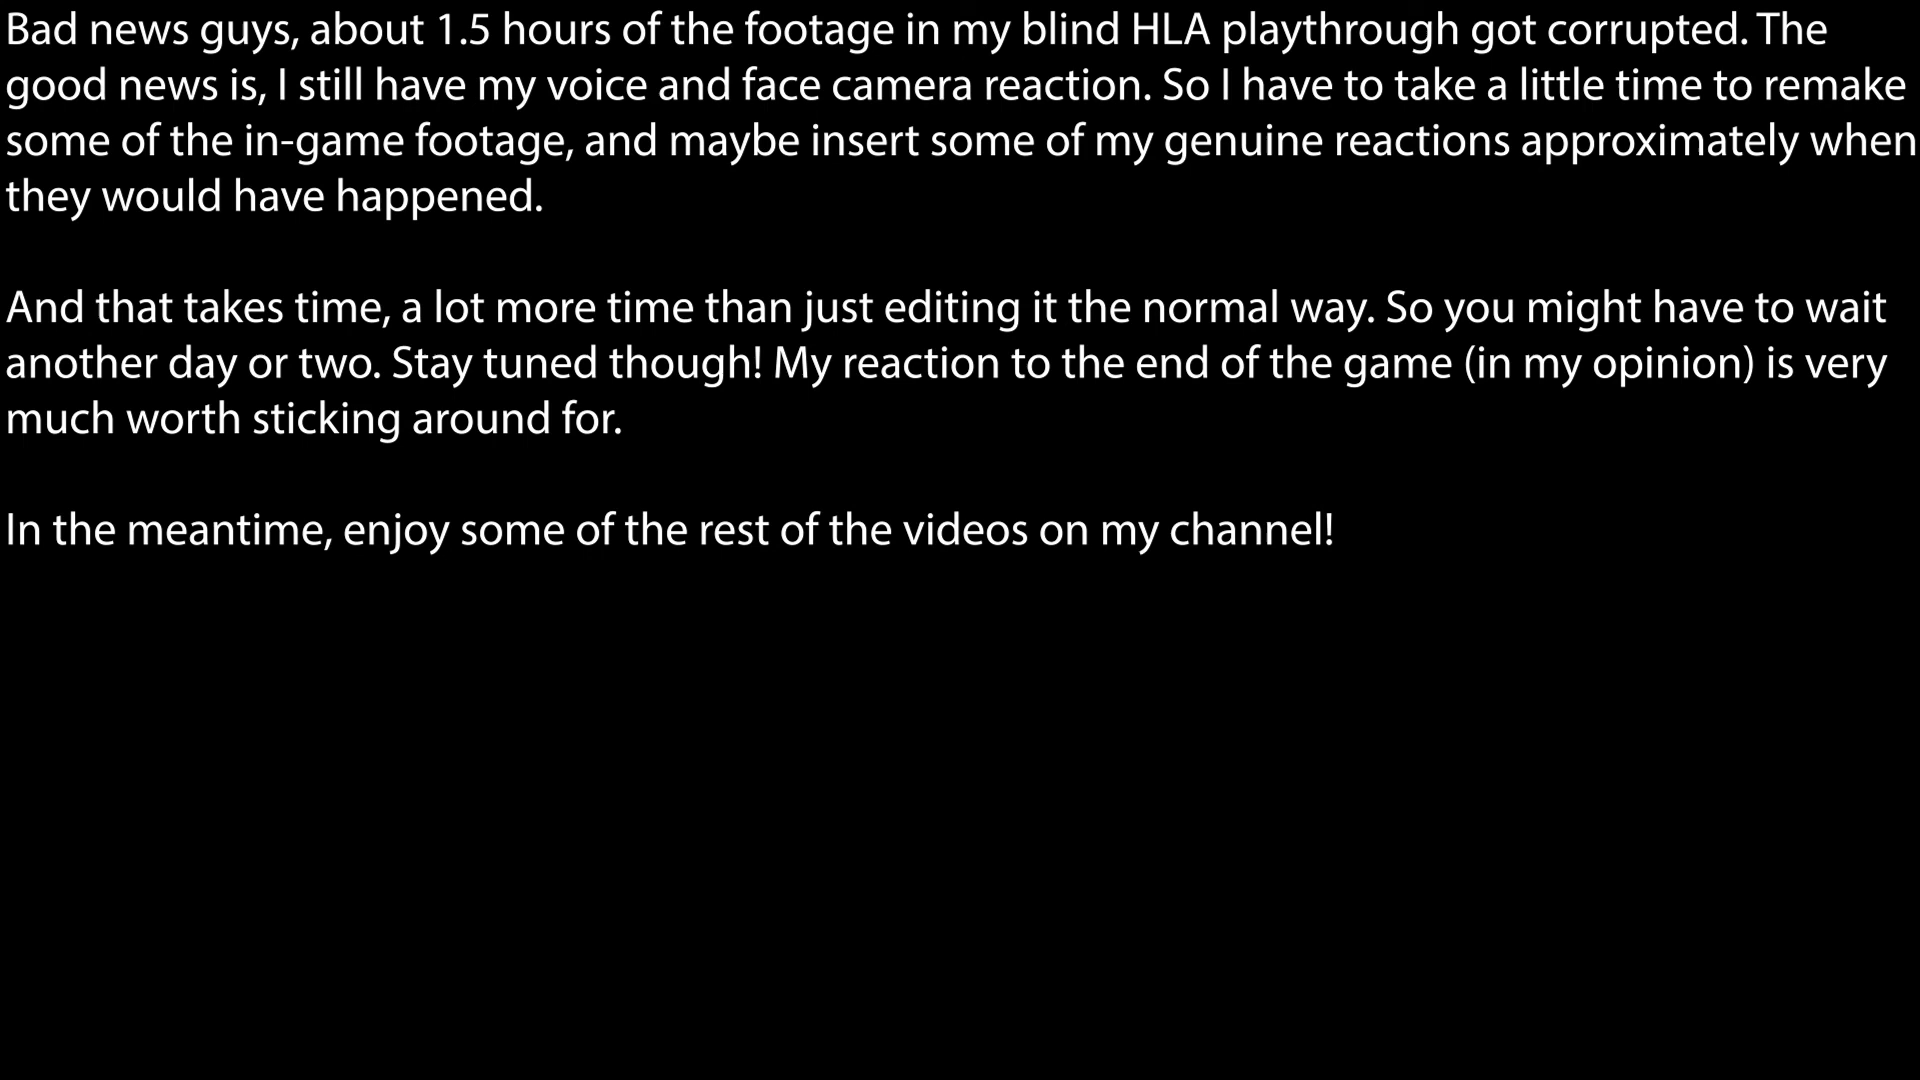 Bad news guys, about 1.5 hours of the footage in my blind HLA playthrough got corrupted. The
good news is, I still have my voice and face camera reaction. So I have to take a little time to remake
some of the in-game footage, and maybe insert some of my genuine reactions approximately when
they would have happened.
And that takes time, a lot more time than just editing it the normal way. So you might have to wait
another day or two. Stay tuned though! My reaction to the end of the game (in my opinion) is very
much worth sticking around for.
In the meantime, enjoy some of the rest of the videos on my channel!